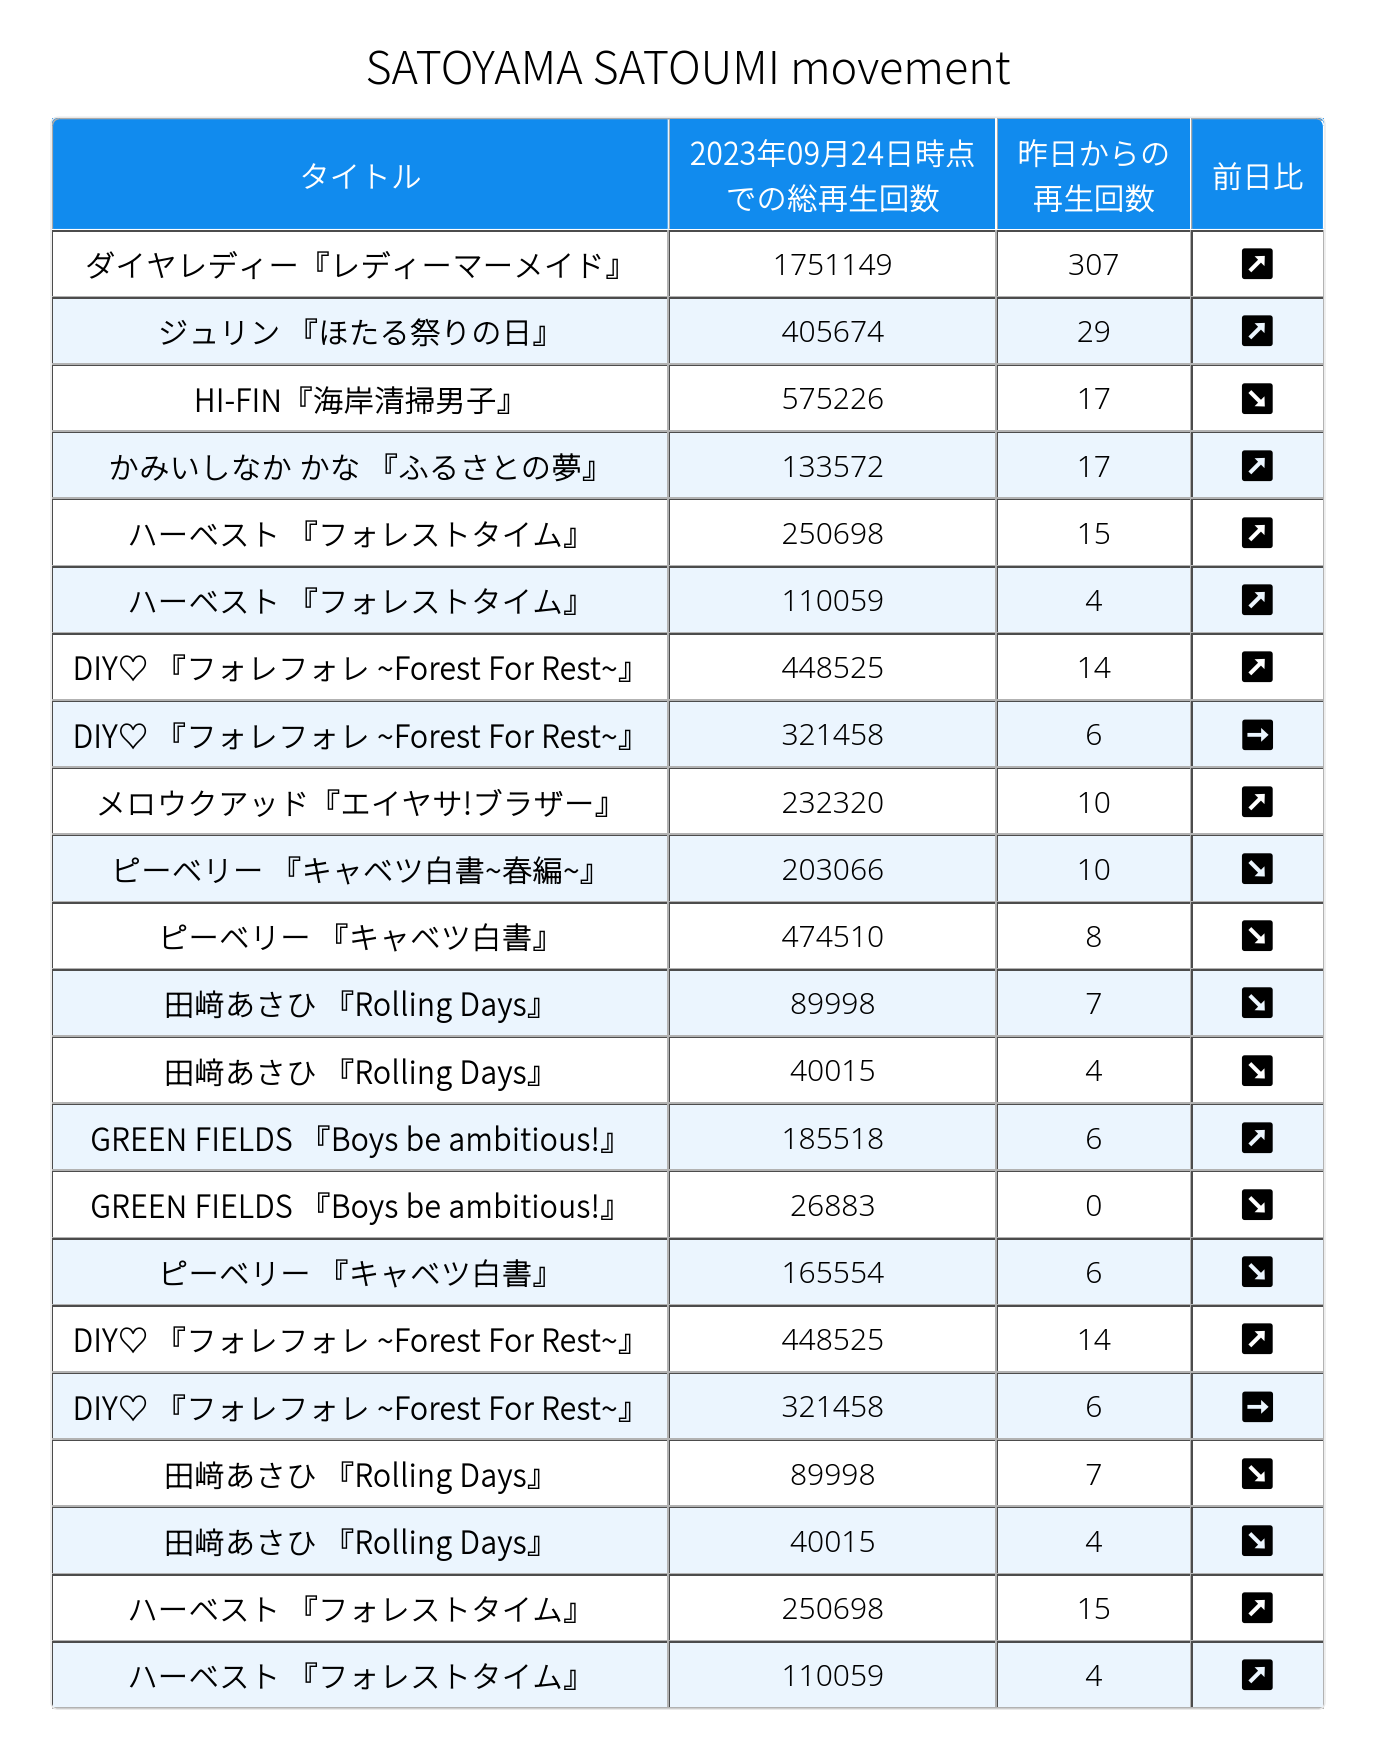 SATOYAMA SATOUMI movement
タイトル
2023年09月24日時点
での総再生回数
昨日からの
再生回数
前日比
ダイヤレディー『レディーマーメイド』 1751149 307 ↗
ジュリン 『ほたる祭りの日』 405674 29 ↗
HI-FIN『海岸清掃男子』 575226 17 ↘
かみいしなか かな 『ふるさとの夢』 133572 17 ↗
ハーベスト 『フォレストタイム』 250698 15 ↗
ハーベスト 『フォレストタイム』 110059 4 ↗
DIY♡ 『フォレフォレ ~Forest For Rest~』 448525 14 ↗
DIY♡ 『フォレフォレ ~Forest For Rest~』 321458 6 →
メロウクアッド『エイヤサ!ブラザー』 232320 10 ↗
ピーベリー 『キャベツ白書~春編~』 203066 10 ↘
ピーベリー 『キャベツ白書』 474510 8 ↘
田﨑あさひ 『Rolling Days』 89998 7 ↘
田﨑あさひ 『Rolling Days』 40015 4 ↘
GREEN FIELDS 『Boys be ambitious!』 185518 6 ↗
GREEN FIELDS 『Boys be ambitious!』 26883 0 ↘
ピーベリー 『キャベツ白書』 165554 6 ↘
DIY♡ 『フォレフォレ ~Forest For Rest~』 448525 14 ↗
DIY♡ 『フォレフォレ ~Forest For Rest~』 321458 6 →
田﨑あさひ 『Rolling Days』 89998 7 ↘
田﨑あさひ 『Rolling Days』 40015 4 ↘
ハーベスト 『フォレストタイム』 250698 15 ↗
ハーベスト 『フォレストタイム』 110059 4 ↗